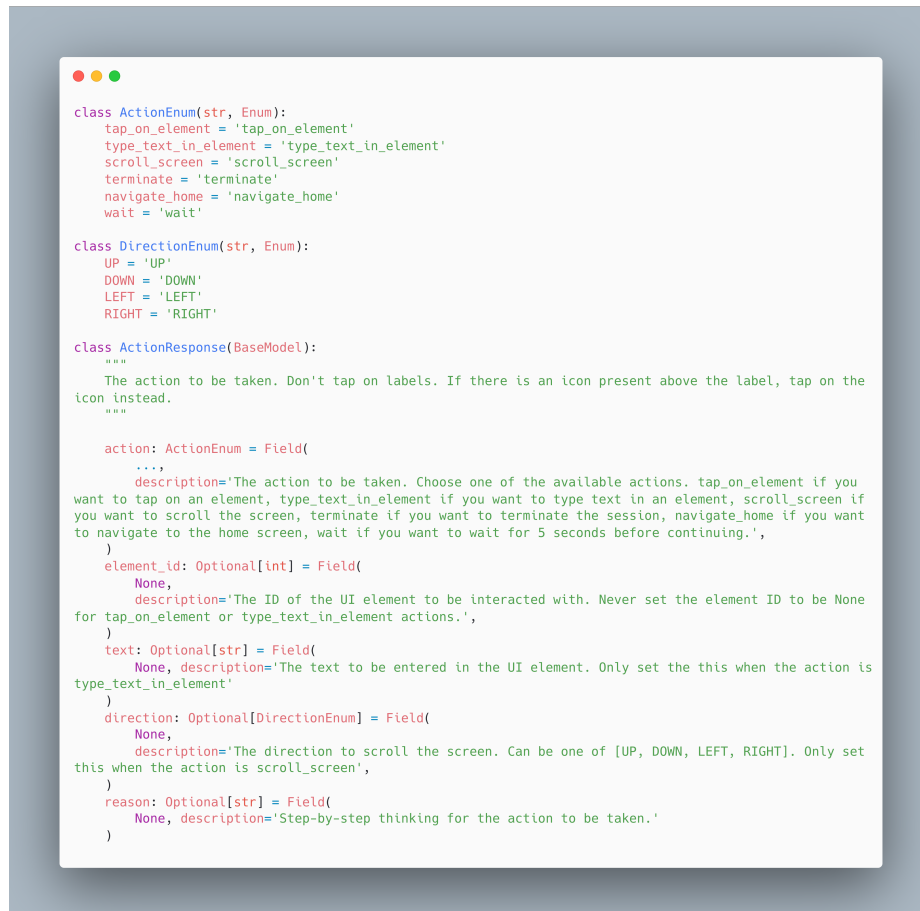 class ActionEnum(str, Enum):
    tap_on_element = 'tap_on_element'
    type_text_in_element = 'type_text_in_element'
    scroll_screen = 'scroll_screen'
    terminate = 'terminate'
    navigate_home = 'navigate_home'
    wait = 'wait'

class DirectionEnum(str, Enum):
    UP = 'UP'
    DOWN = 'DOWN'
    LEFT = 'LEFT'
    RIGHT = 'RIGHT'

class ActionResponse(BaseModel):
    """
    The action to be taken. Don't tap on labels. If there is an icon present above the label, tap on the
icon instead.
    """

    action: ActionEnum = Field(
        ...,
        description='The action to be taken. Choose one of the available actions. tap_on_element if you
want to tap on an element, type_text_in_element if you want to type text in an element, scroll_screen if
you want to scroll the screen, terminate if you want to terminate the session, navigate_home if you want
to navigate to the home screen, wait if you want to wait for 5 seconds before continuing.',
    )
    element_id: Optional[int] = Field(
        None,
        description='The ID of the UI element to be interacted with. Never set the element ID to be None
for tap_on_element or type_text_in_element actions.',
    )
    text: Optional[str] = Field(
        None, description='The text to be entered in the UI element. Only set the this when the action is
type_text_in_element'
    )
    direction: Optional[DirectionEnum] = Field(
        None,
        description='The direction to scroll the screen. Can be one of [UP, DOWN, LEFT, RIGHT]. Only set
this when the action is scroll_screen',
    )
    reason: Optional[str] = Field(
        None, description='Step-by-step thinking for the action to be taken.'
    )